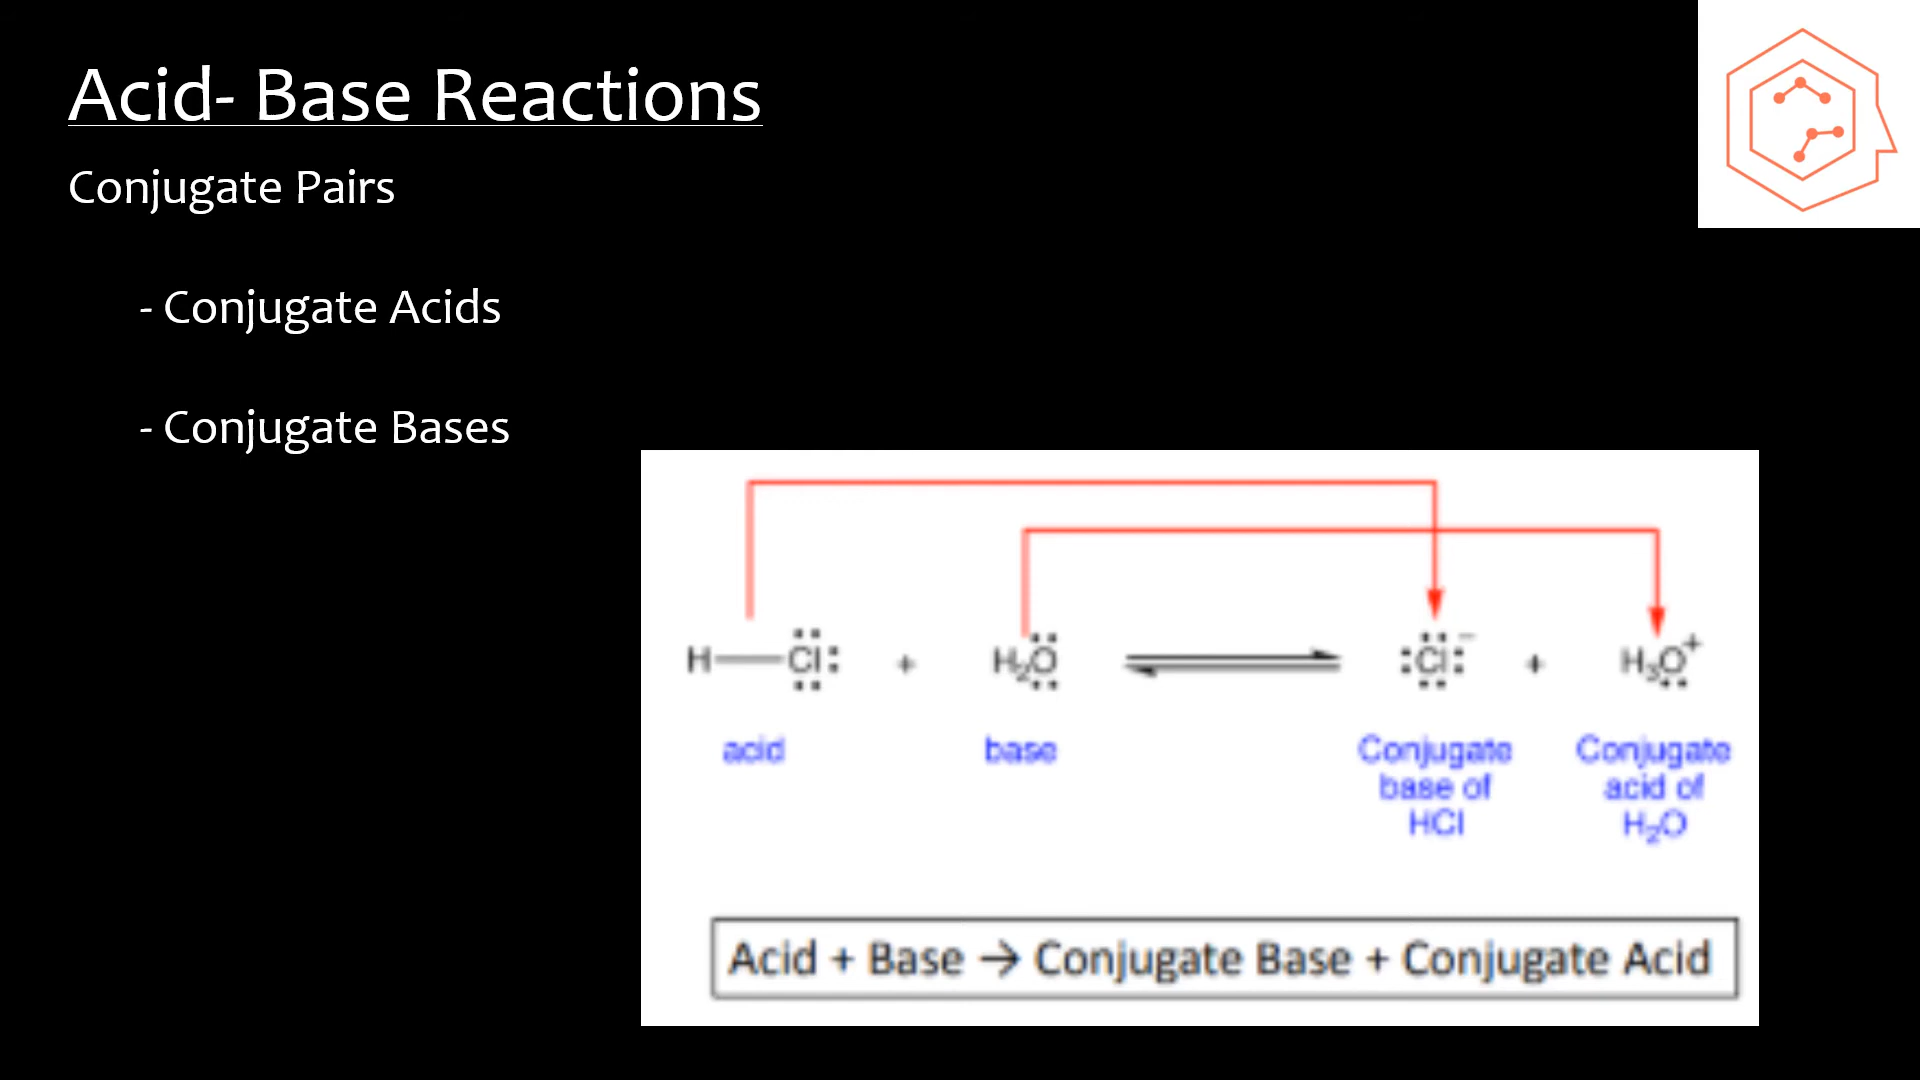 Acid- Base Reactions
Conjugate Pairs
- Conjugate Acids
- Conjugate Bases
H—Cl + H₂O ⇌ Cl⁻ + H₃O⁺
acid base Conjugate base of HCl Conjugate acid of H₂O
Acid + Base → Conjugate Base + Conjugate Acid